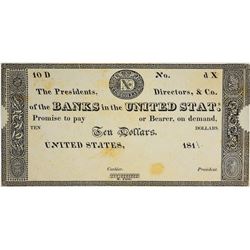 10 D No. d X
The Presidents, Directors, & Co.
of the BANKS in the UNITED STAT:
Promise to pay or Bearer, on demand,
TEN Ten Dollars. DOLLARS
UNITED STATES, 181
Cashier. President.